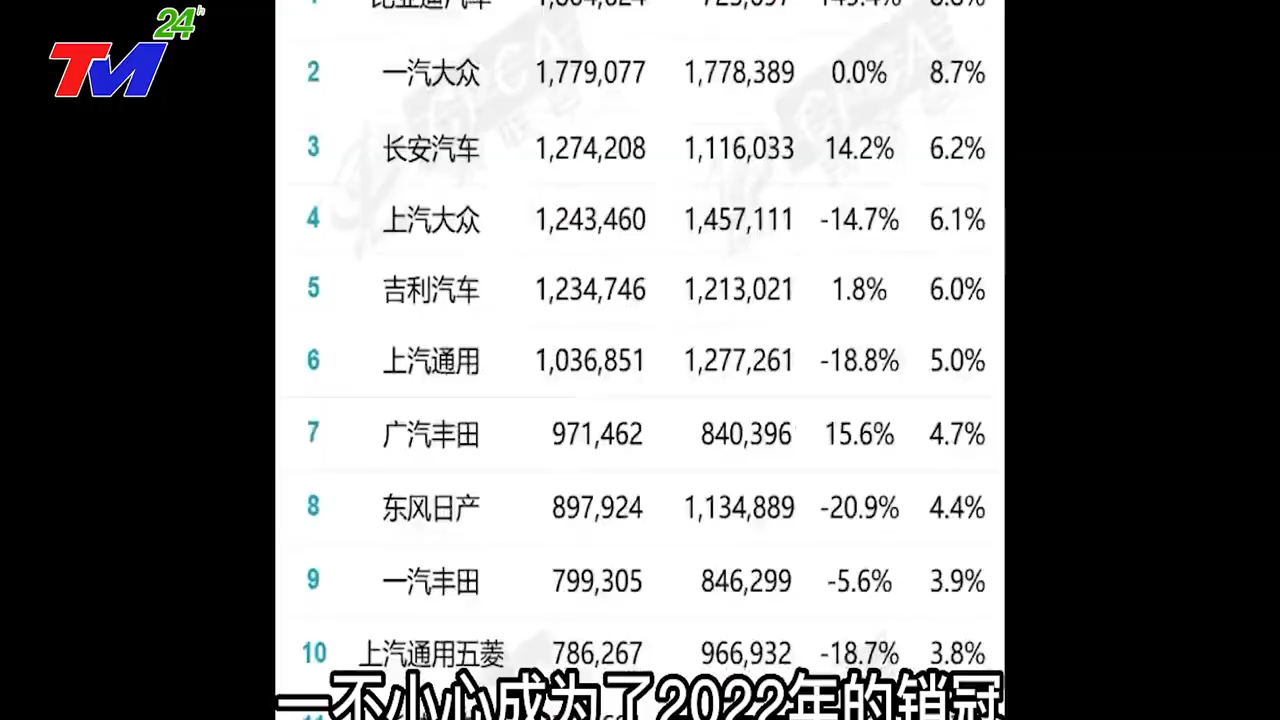 TM 24h
2 一汽大众 1,779,077 1,778,389 0.0% 8.7%
3 长安汽车 1,274,208 1,116,033 14.2% 6.2%
4 上汽大众 1,243,460 1,457,111 -14.7% 6.1%
5 吉利汽车 1,234,746 1,213,021 1.8% 6.0%
6 上汽通用 1,036,851 1,277,261 -18.8% 5.0%
7 广汽丰田 971,462 840,396 15.6% 4.7%
8 东风日产 897,924 1,134,889 -20.9% 4.4%
9 一汽丰田 799,305 846,299 -5.6% 3.9%
10 上汽通用五菱 786,267 966,932 -18.7% 3.8%
一不小心成为了2022年的销冠